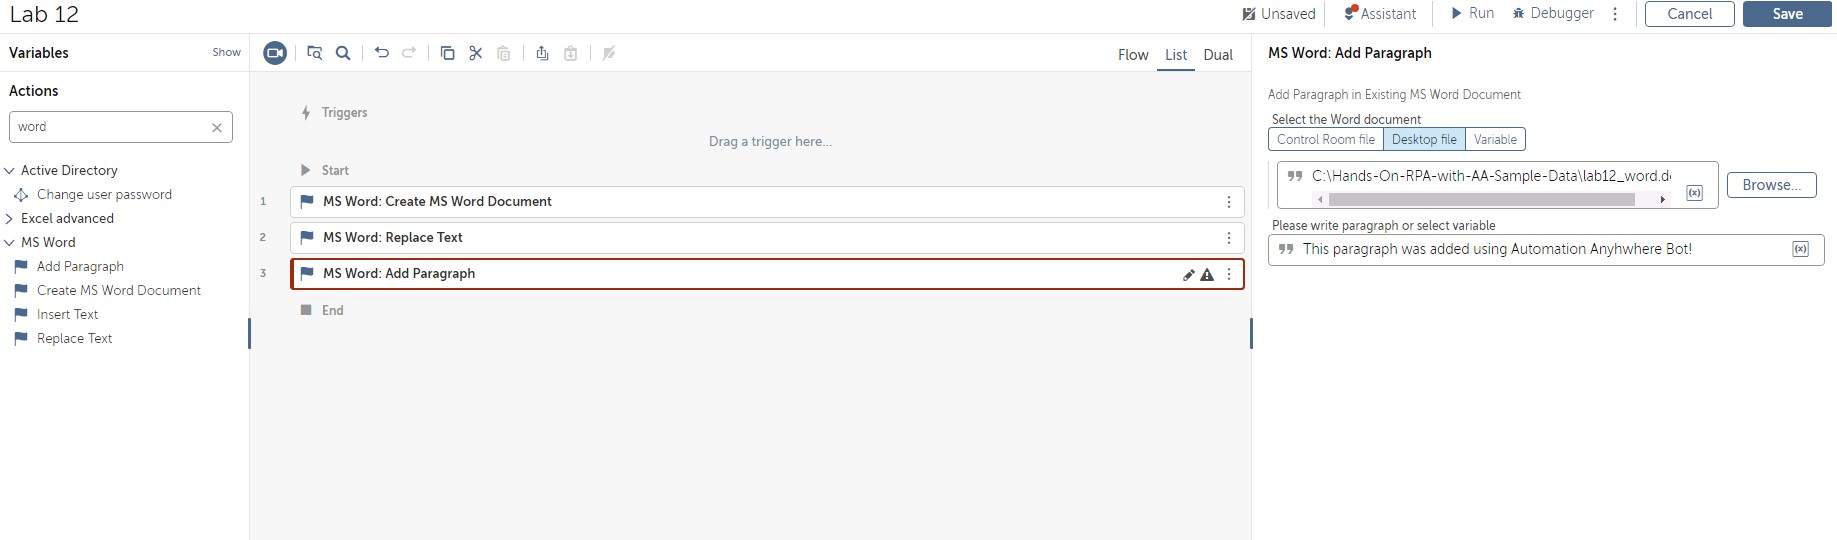 Lab 12
Unsaved
Assistant
Run
Debugger
Cancel
Save
Variables
Show
Actions
word
Active Directory
Change user password
Excel advanced
MS Word
Add Paragraph
Create MS Word Document
Insert Text
Replace Text
Flow
List
Dual
Triggers
Drag a trigger here...
Start
1 MS Word: Create MS Word Document
2 MS Word: Replace Text
3 MS Word: Add Paragraph
End
MS Word: Add Paragraph
Add Paragraph in Existing MS Word Document
Select the Word document
Control Room file Desktop file Variable
C:\Hands-On-RPA-with-AA-Sample-Data\lab12_word.d
(x)
Browse...
Please write paragraph or select variable
This paragraph was added using Automation Anyhwhere Bot!
(x)